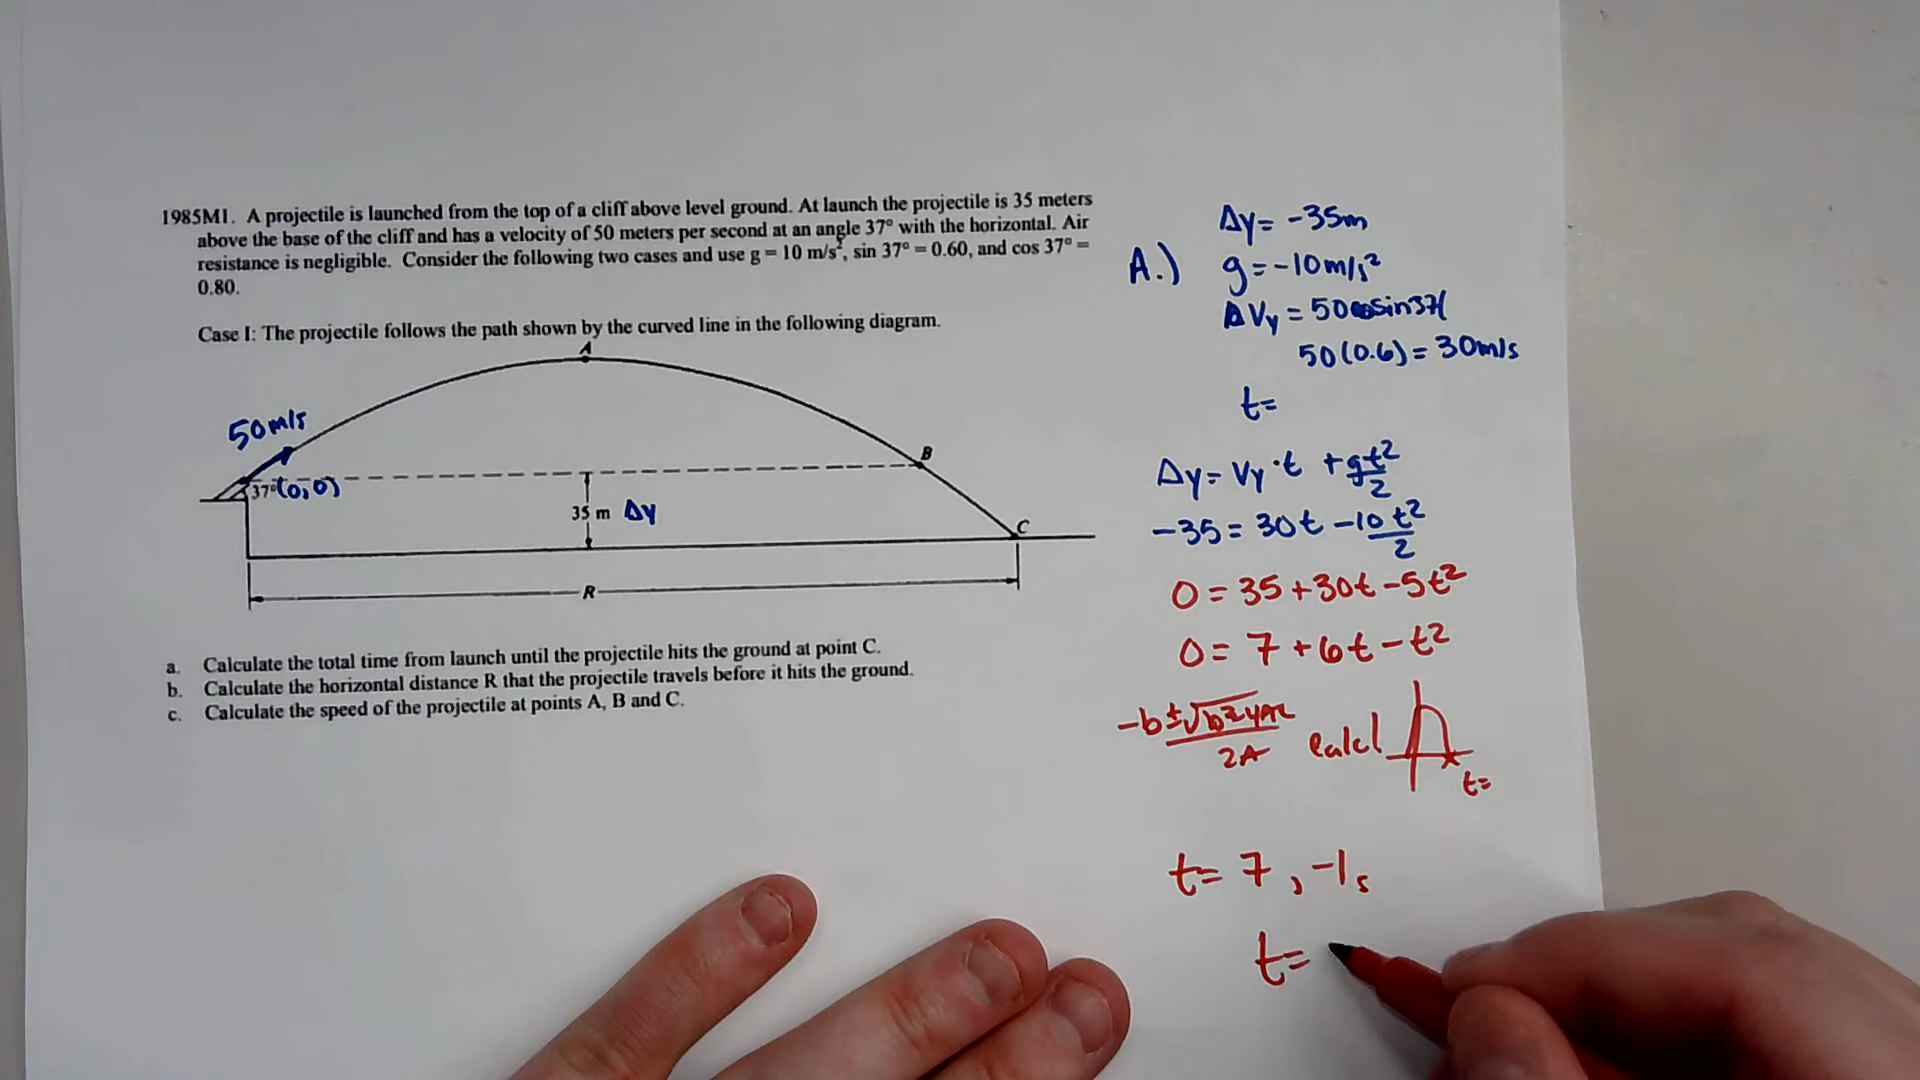 1985M1. A projectile is launched from the top of a cliff above level ground. At launch the projectile is 35 meters
above the base of the cliff and has a velocity of 50 meters per second at an angle 37° with the horizontal. Air
resistance is negligible. Consider the following two cases and use g = 10 m/s², sin 37° = 0.60, and cos 37° =
0.80.
Case I: The projectile follows the path shown by the curved line in the following diagram.
A
50m/s
B
37° (0,0)
35 m Δy
C
R
a. Calculate the total time from launch until the projectile hits the ground at point C.
b. Calculate the horizontal distance R that the projectile travels before it hits the ground.
c. Calculate the speed of the projectile at points A, B and C.
Δy = -35m
A.) g = -10m/s²
ΔVy = 50 sin37
50(0.6) = 30m/s
t=
Δy = Vy·t + gt²/2
-35 = 30t - 10t²/2
0 = 35 + 30t - 5t²
0 = 7 + 6t - t²
-b±√b²4AC/2A calc
t=
t= 7, -1s
t=